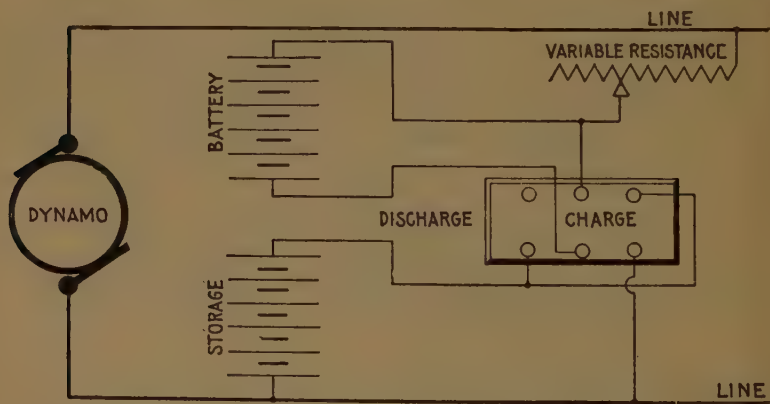 LINE
VARIABLE RESISTANCE
BATTERY
DYNAMO
DISCHARGE
CHARGE
STORAGE
LINE